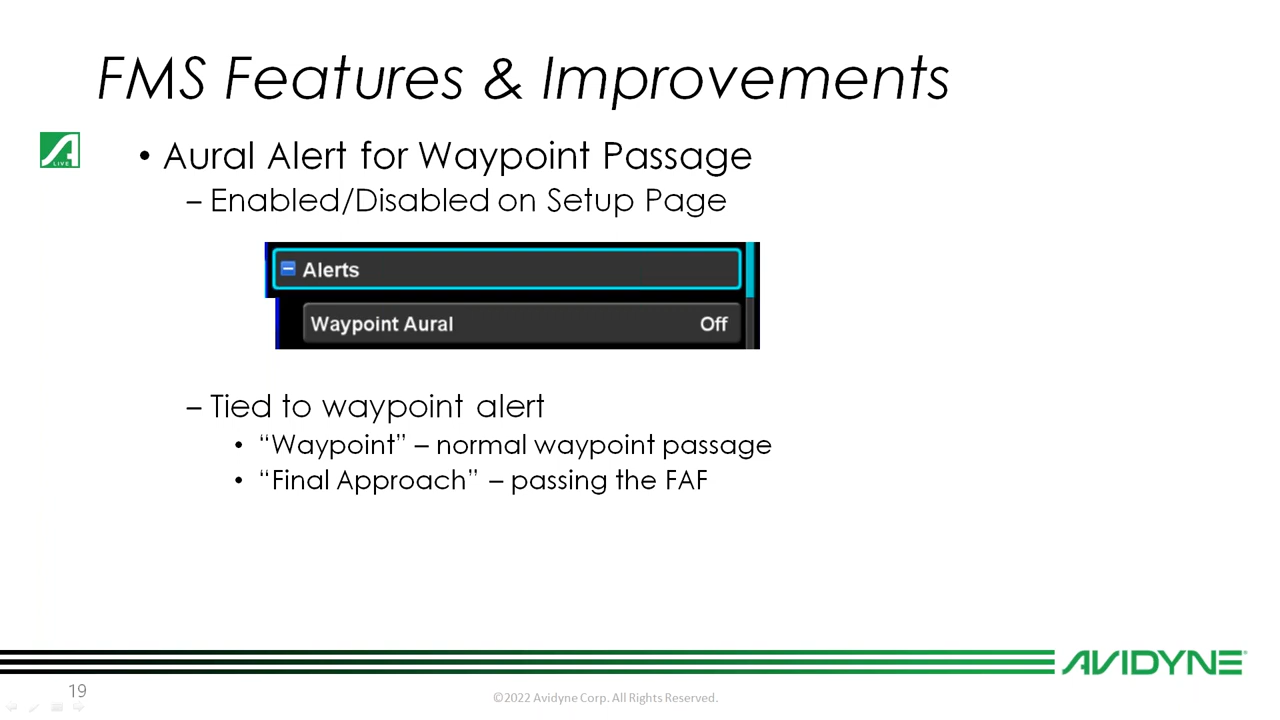 FMS Features & Improvements
LIVE
• Aural Alert for Waypoint Passage
– Enabled/Disabled on Setup Page
Alerts
Waypoint Aural Off
– Tied to waypoint alert
• “Waypoint” – normal waypoint passage
• “Final Approach” – passing the FAF
AVIDYNE®
19
©2022 Avidyne Corp. All Rights Reserved.